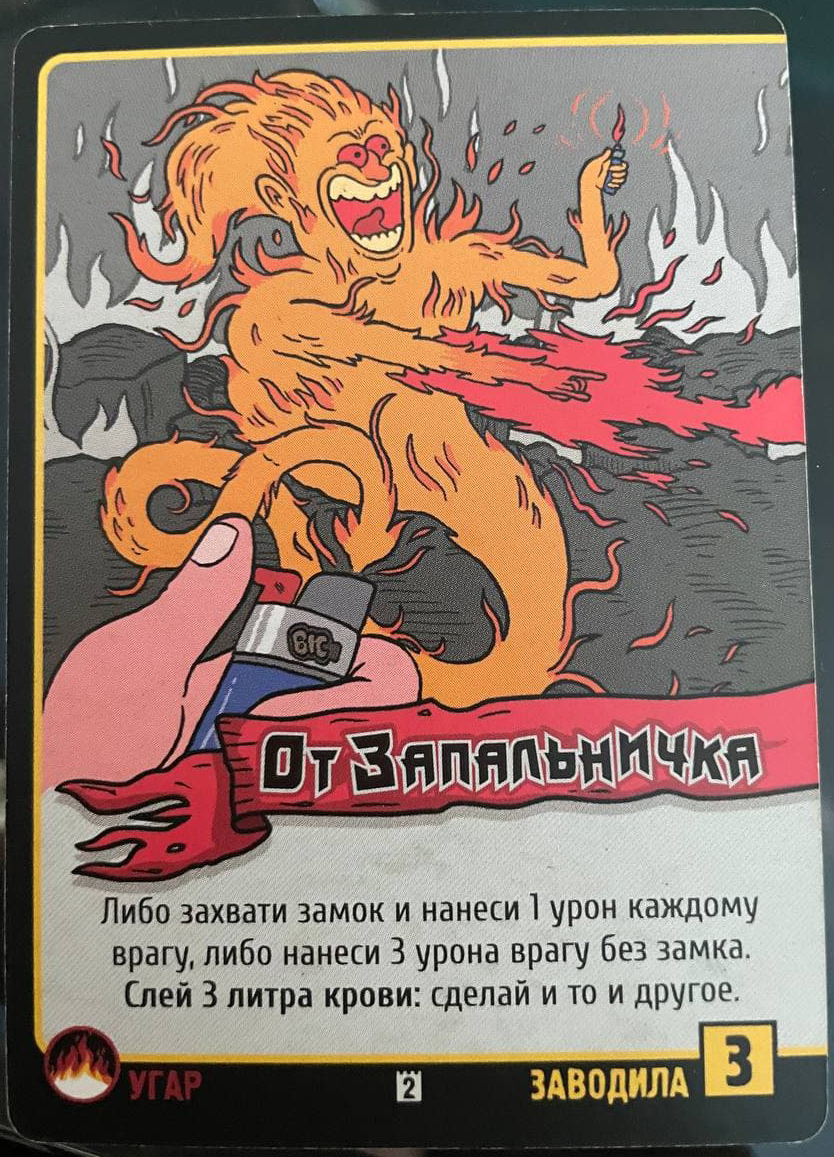 BIC
От Запальничка
Либо захвати замок и нанеси 1 урон каждому
врагу, либо нанеси 3 урона врагу без замка.
Слей 3 литра крови: сделай и то и другое.
УГАР
2
ЗАВОДИЛА
3